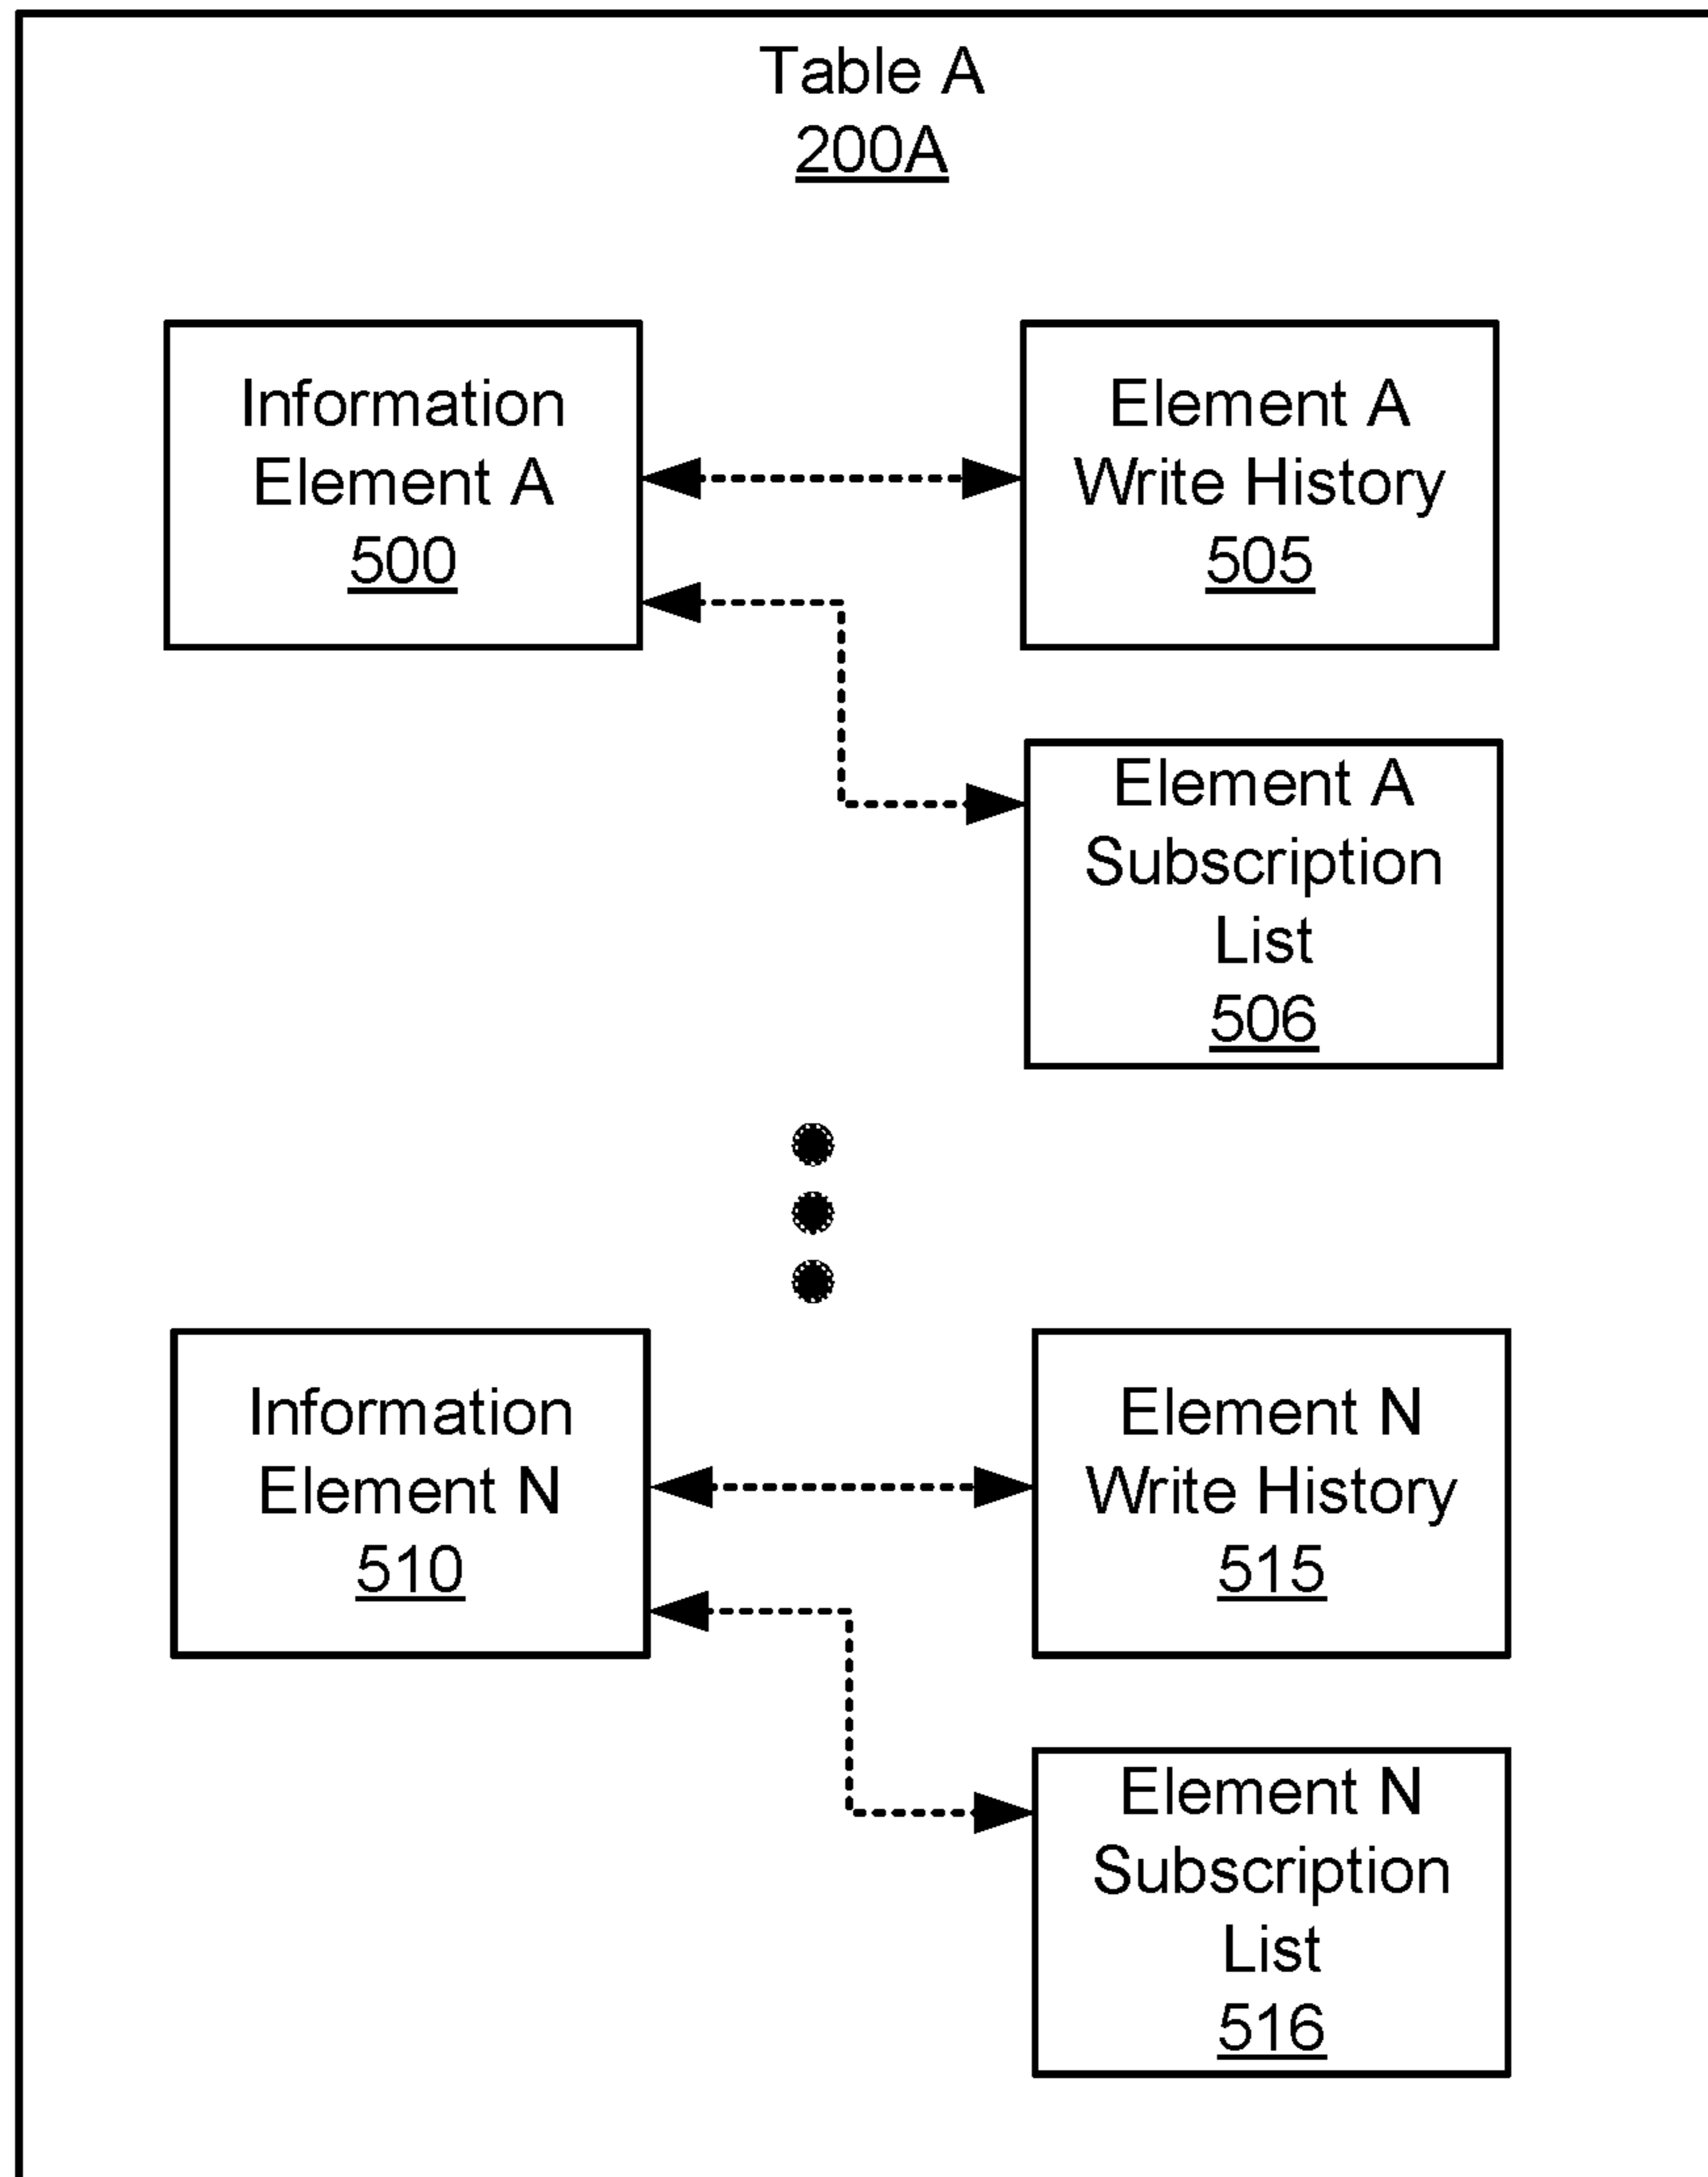 Table A
200A
Information
Element A
500
Element A
Write History
505
Element A
Subscription
List
506
Information
Element N
510
Element N
Write History
515
Element N
Subscription
List
516